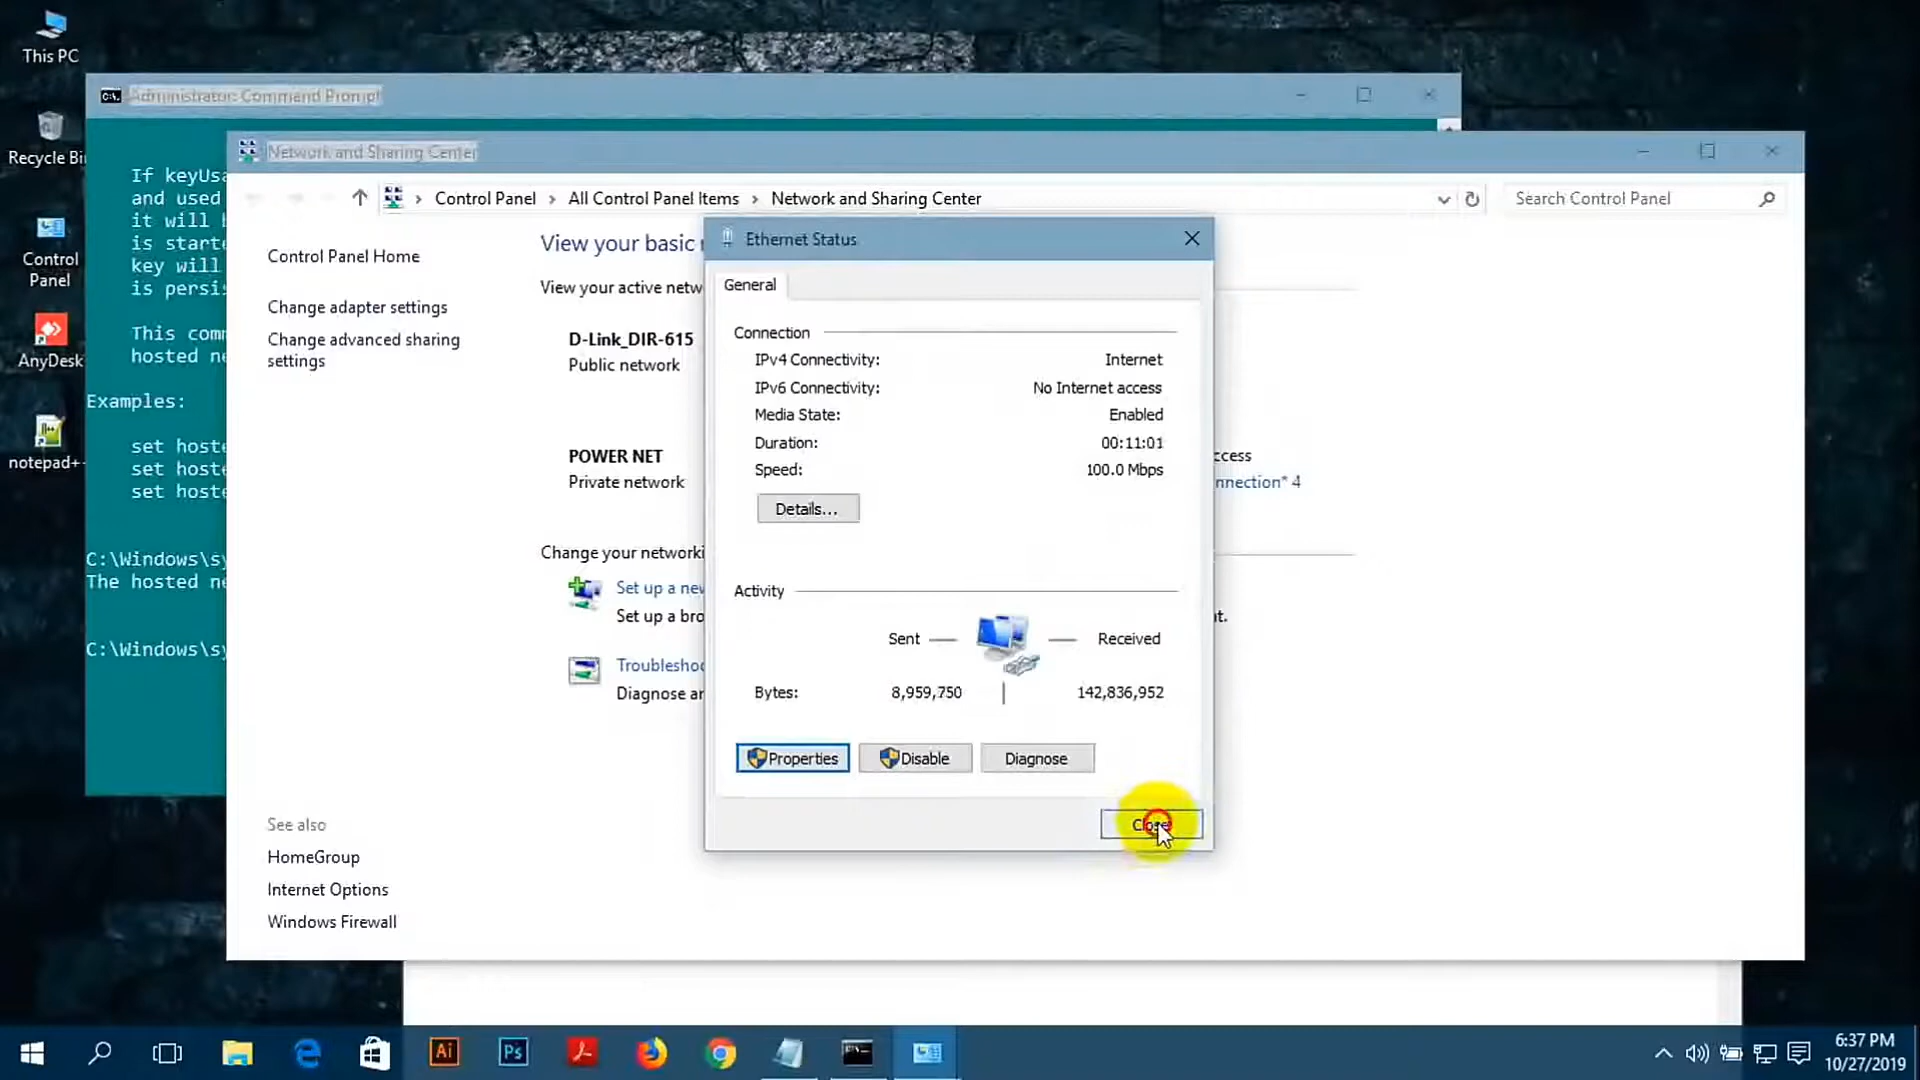 This PC
Recycle Bi
Control
Panel
AnyDesk
notepad+
Administrator: Command Prompt
If keyUsa
and used
it will b
is starte
key will
is persi
This comm
hosted ne
Examples:
set hoste
set hoste
set hoste
C:\Windows\sy
The hosted ne
C:\Windows\sy
Network and Sharing Center
Control Panel > All Control Panel Items > Network and Sharing Center
Search Control Panel
Control Panel Home
Change adapter settings
Change advanced sharing
settings
See also
HomeGroup
Internet Options
Windows Firewall
View your basic
View your active netw
D-Link_DIR-615
Public network
POWER NET
Private network
ccess
nnection* 4
Change your networki
Set up a new
Set up a bro
t.
Troubleshoo
Diagnose an
Ethernet Status
General
Connection
IPv4 Connectivity: Internet
IPv6 Connectivity: No Internet access
Media State: Enabled
Duration: 00:11:01
Speed: 100.0 Mbps
Details...
Activity
Sent Received
Bytes: 8,959,750 142,836,952
Properties Disable Diagnose
Close
Ai
Ps
6:37 PM
10/27/2019